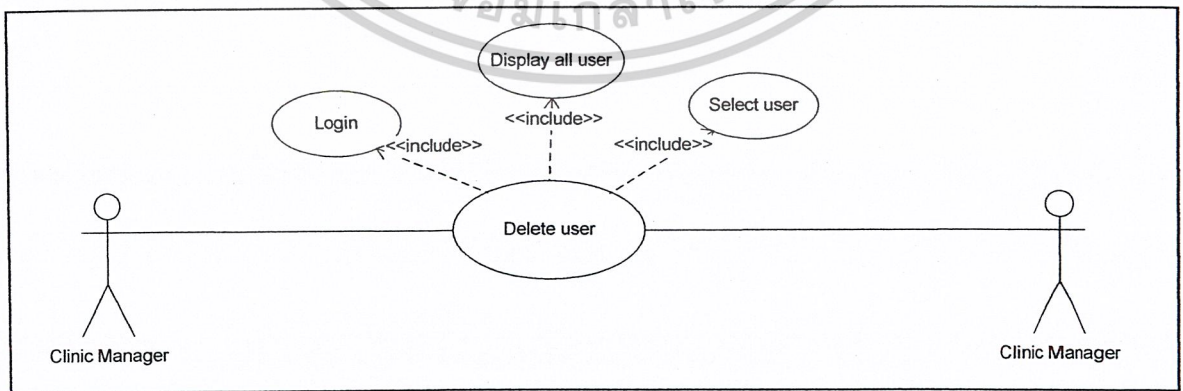 Display all user
Select user
Login
<<include>>
<<include>>
<<include>>
Delete user
Clinic Manager
Clinic Manager